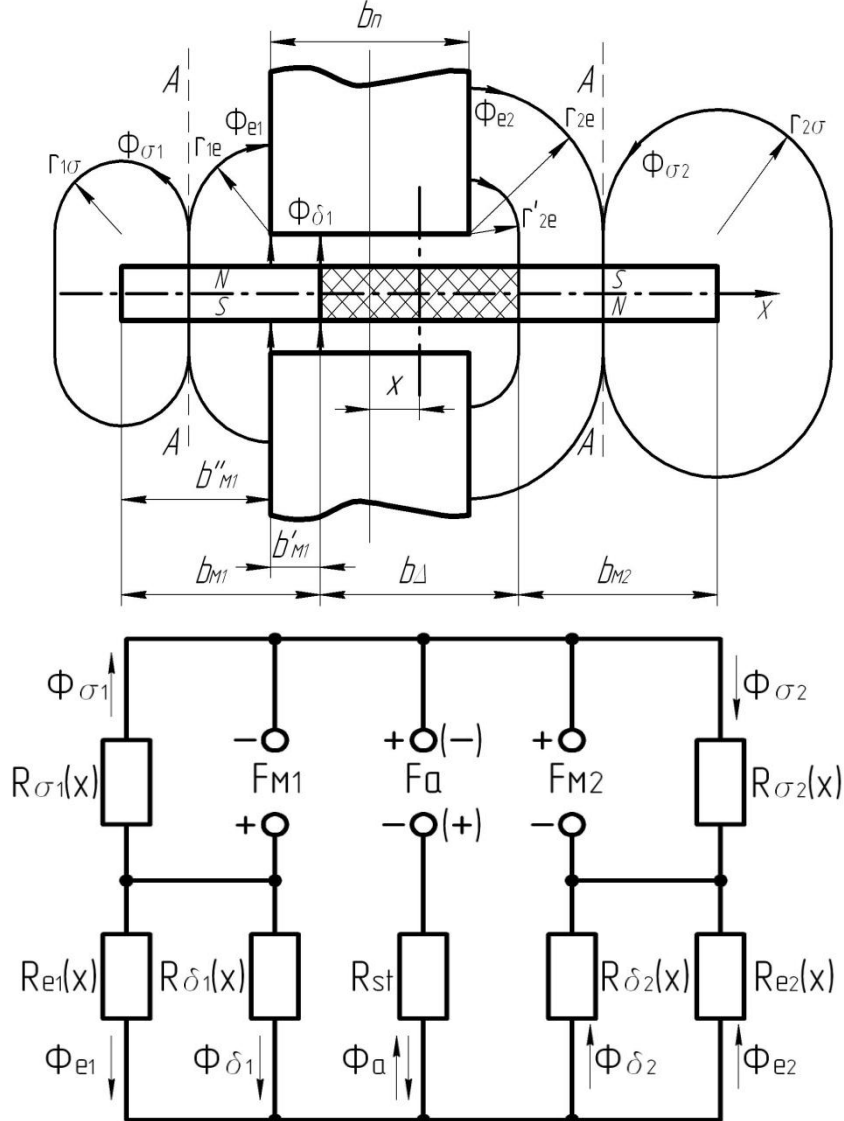 bп
A A
Φe1 Φe2
r1σ Φσ1 r1e r2e Φσ2 r2σ
Φδ1 r'2e
N S
S N x
x
A A
b''м1
b'м1
bм1 bΔ bм2
Φσ1 Φσ2
− + (−) +
Rσ1(x) Fм1 Fa Fм2 Rσ2(x)
+ − (+) −
Re1(x) Rδ1(x) Rst Rδ2(x) Re2(x)
Φe1 Φδ1 Φa Φδ2 Φe2